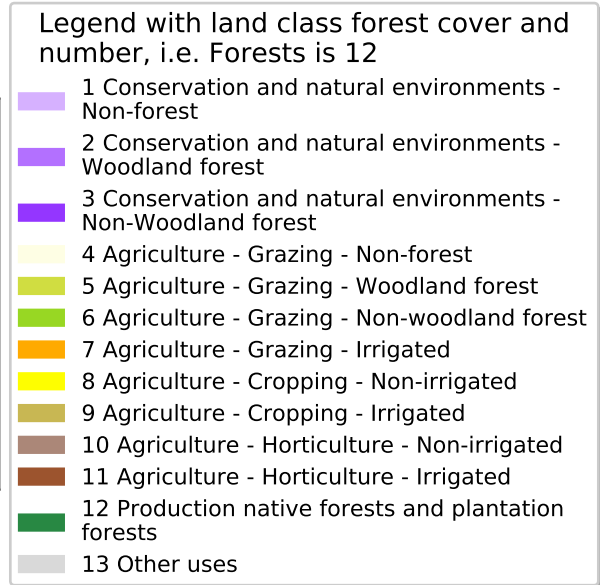 Legend with land class forest cover and
number, i.e. Forests is 12
1 Conservation and natural environments -
Non-forest
2 Conservation and natural environments -
Woodland forest
3 Conservation and natural environments -
Non-Woodland forest
4 Agriculture - Grazing - Non-forest
5 Agriculture - Grazing - Woodland forest
6 Agriculture - Grazing - Non-woodland forest
7 Agriculture - Grazing - Irrigated
8 Agriculture - Cropping - Non-irrigated
9 Agriculture - Cropping - Irrigated
10 Agriculture - Horticulture - Non-irrigated
11 Agriculture - Horticulture - Irrigated
12 Production native forests and plantation
forests
13 Other uses